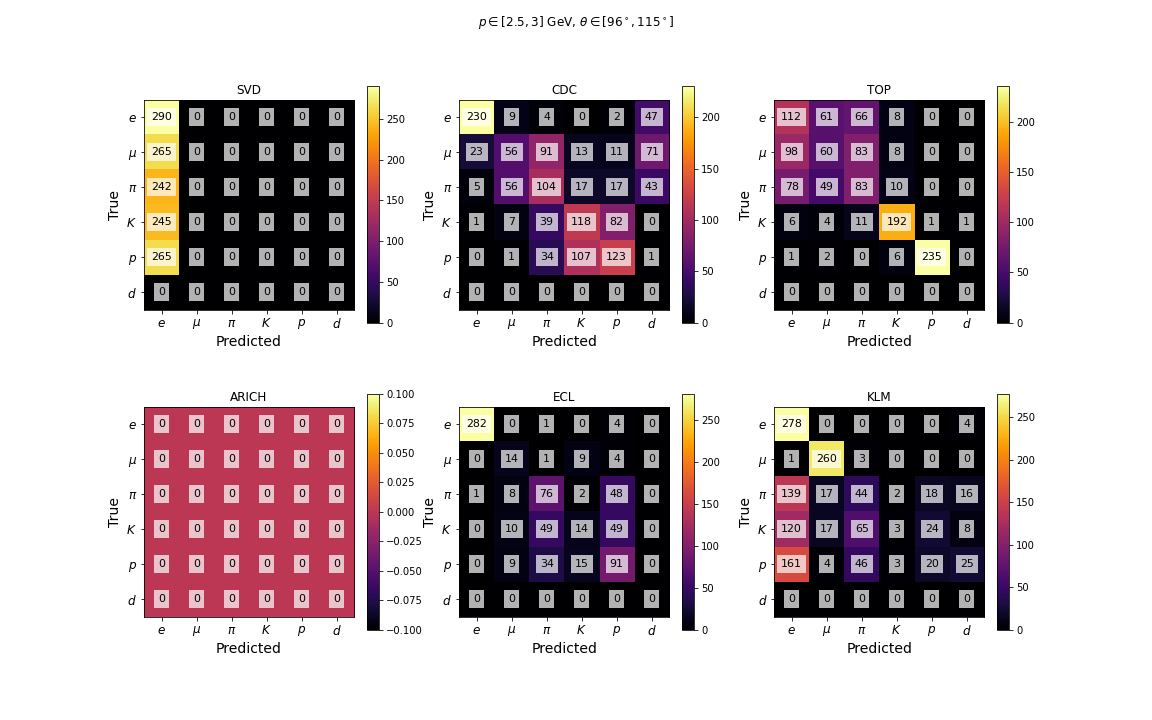 p ∈ [2.5, 3] GeV, θ ∈ [96°, 115°]
SVD
e 290 0 0 0 0 0
μ 265 0 0 0 0 0
π 242 0 0 0 0 0
K 245 0 0 0 0 0
p 265 0 0 0 0 0
d 0 0 0 0 0 0
e μ π K p d
Predicted
True
250
200
150
100
50
0
CDC
e 230 9 4 0 2 47
μ 23 56 91 13 11 71
π 5 56 104 17 17 43
K 1 7 39 118 82 0
p 0 1 34 107 123 1
d 0 0 0 0 0 0
e μ π K p d
Predicted
True
200
150
100
50
0
TOP
e 112 61 66 8 0 0
μ 98 60 83 8 0 0
π 78 49 83 10 0 0
K 6 4 11 192 1 1
p 1 2 0 6 235 0
d 0 0 0 0 0 0
e μ π K p d
Predicted
True
200
150
100
50
0
ARICH
e 0 0 0 0 0 0
μ 0 0 0 0 0 0
π 0 0 0 0 0 0
K 0 0 0 0 0 0
p 0 0 0 0 0 0
d 0 0 0 0 0 0
e μ π K p d
Predicted
True
0.100
0.075
0.050
0.025
0.000
−0.025
−0.050
−0.075
−0.100
ECL
e 282 0 1 0 4 0
μ 0 14 1 9 4 0
π 1 8 76 2 48 0
K 0 10 49 14 49 0
p 0 9 34 15 91 0
d 0 0 0 0 0 0
e μ π K p d
Predicted
True
250
200
150
100
50
0
KLM
e 278 0 0 0 0 4
μ 1 260 3 0 0 0
π 139 17 44 2 18 16
K 120 17 65 3 24 8
p 161 4 46 3 20 25
d 0 0 0 0 0 0
e μ π K p d
Predicted
True
250
200
150
100
50
0